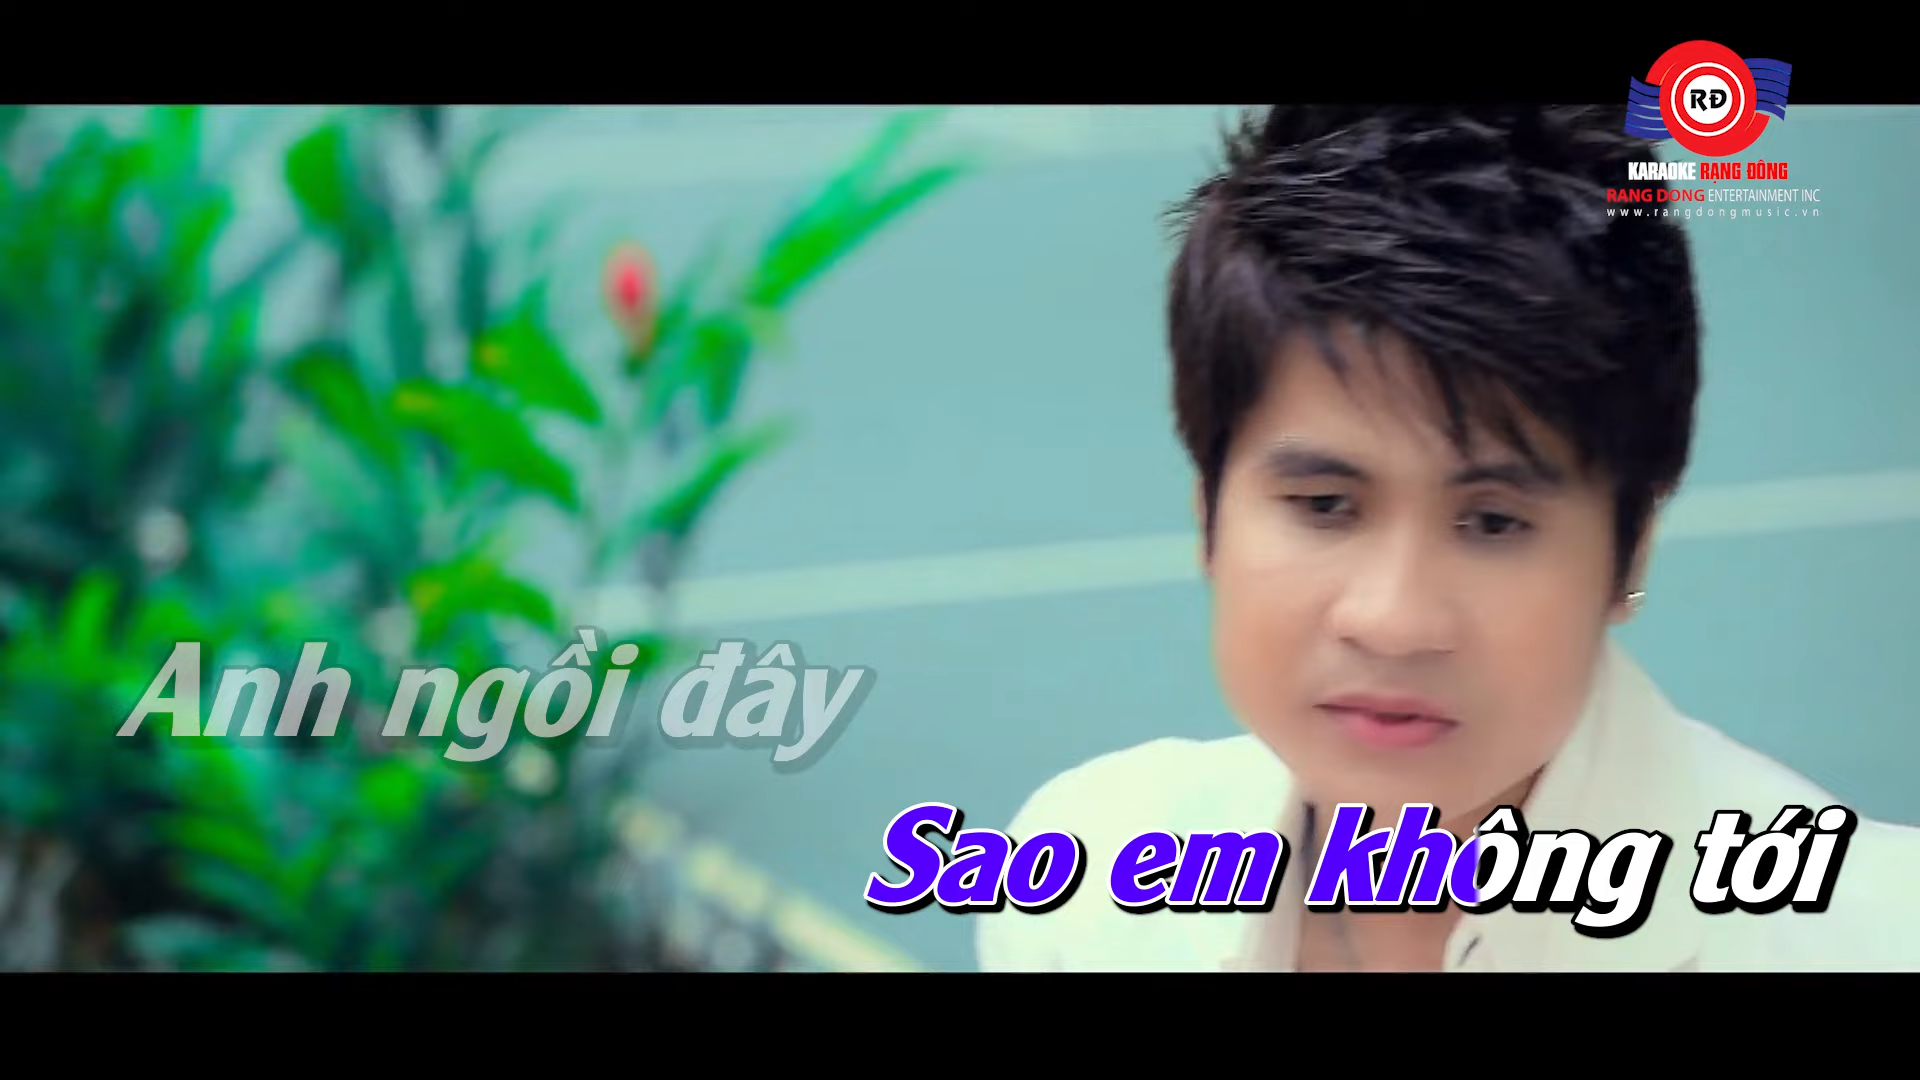 RĐ
KARAOKE RẠNG ĐÔNG
RANG DONG ENTERTAINMENT INC
www.rangdongmusic.vn
Anh ngồi đây
Sao em không tới